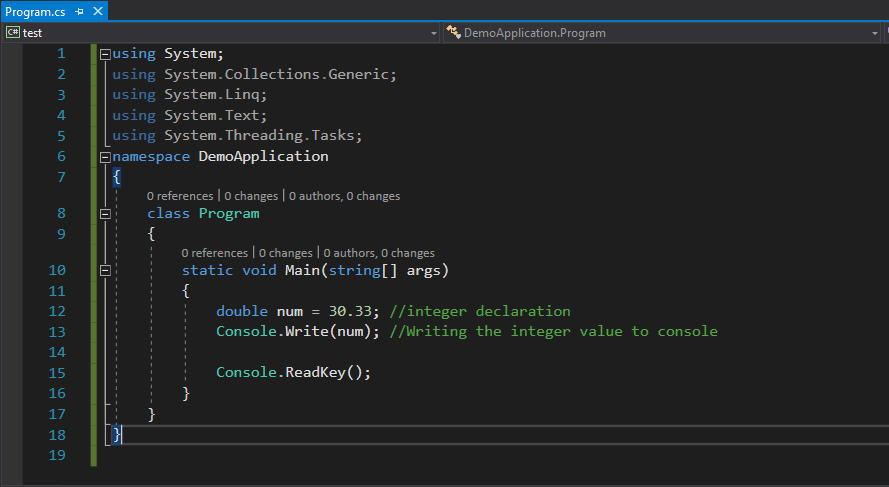 Program.cs
C# test DemoApplication.Program
1 using System;
2 using System.Collections.Generic;
3 using System.Linq;
4 using System.Text;
5 using System.Threading.Tasks;
6 namespace DemoApplication
7 {
0 references | 0 changes | 0 authors, 0 changes
8 class Program
9 {
0 references | 0 changes | 0 authors, 0 changes
10 static void Main(string[] args)
11 {
12 double num = 30.33; //integer declaration
13 Console.Write(num); //Writing the integer value to console
14
15 Console.ReadKey();
16 }
17 }
18 }
19